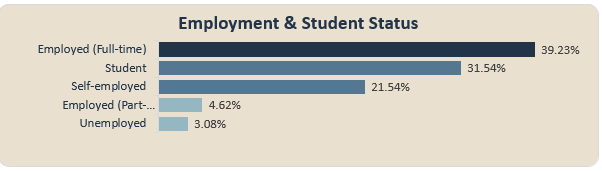 Employment & Student Status
Employed (Full-time) 39.23%
Student 31.54%
Self-employed 21.54%
Employed (Part-... 4.62%
Unemployed 3.08%